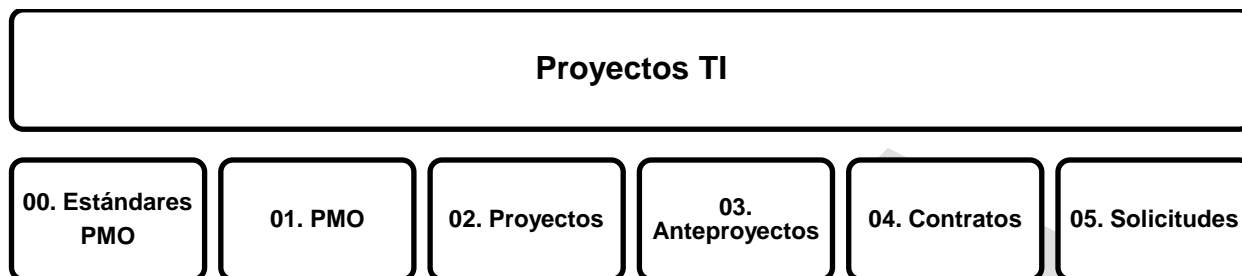 Proyectos TI
00. Estándares
PMO
01. PMO
02. Proyectos
03.
Anteproyectos
04. Contratos
05. Solicitudes